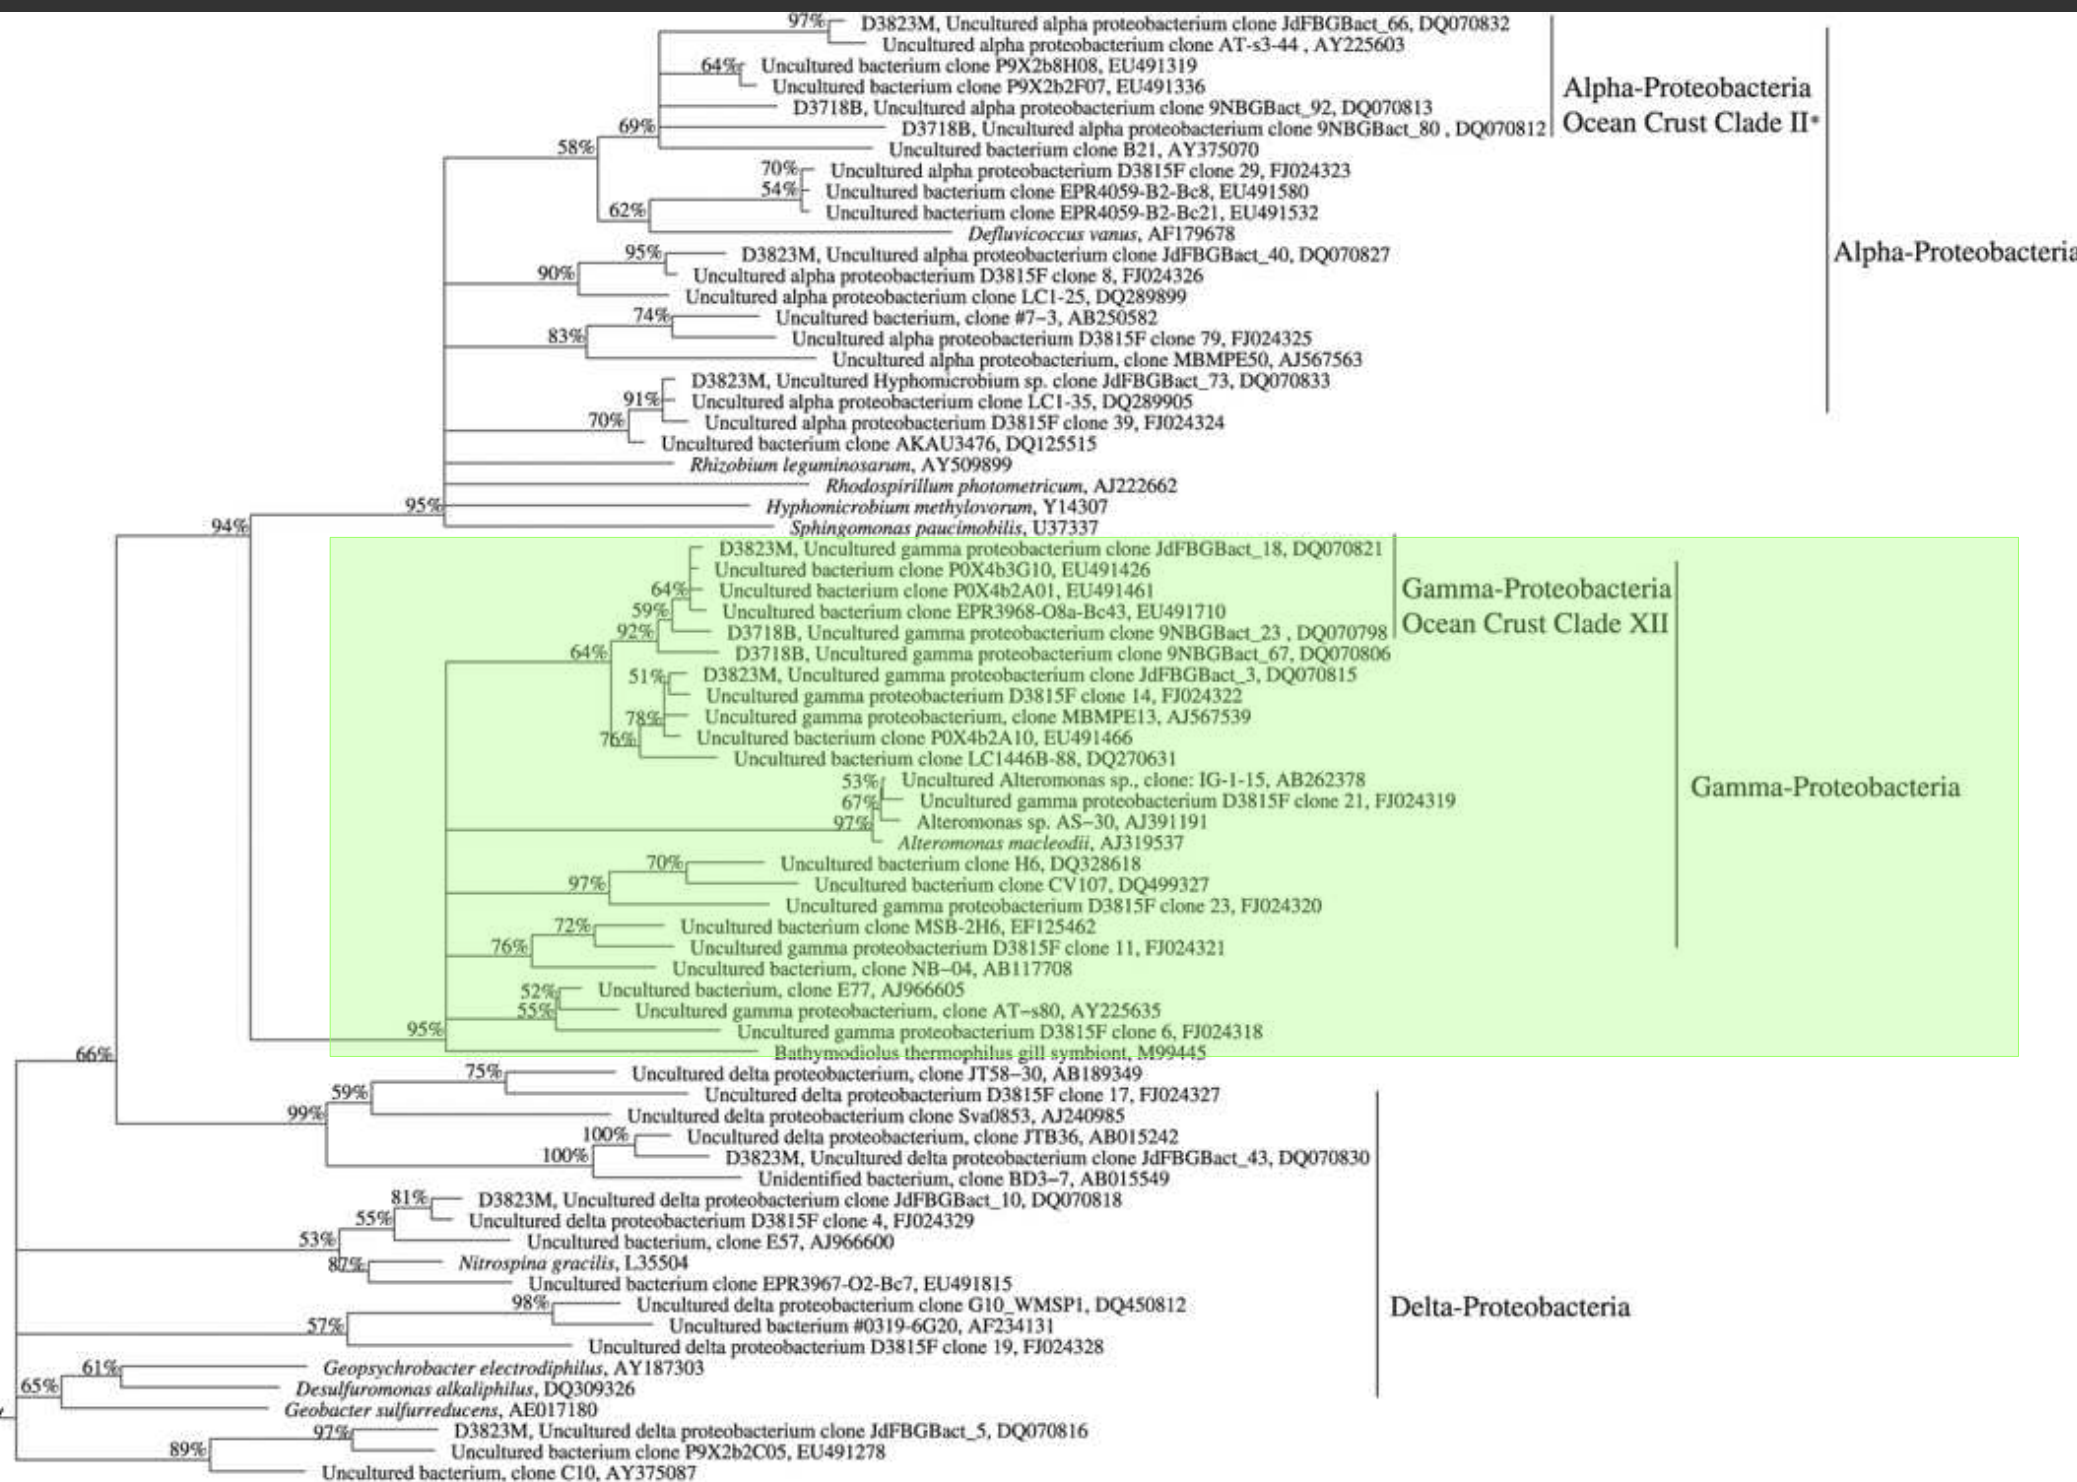 97% D3823M, Uncultured alpha proteobacterium clone JdFBGBact_66, DQ070832
Uncultured alpha proteobacterium clone AT-s3-44 , AY225603
64% Uncultured bacterium clone P9X2b8H08, EU491319
Uncultured bacterium clone P9X2b2F07, EU491336
D3718B, Uncultured alpha proteobacterium clone 9NBGBact_92, DQ070813
69% D3718B, Uncultured alpha proteobacterium clone 9NBGBact_80 , DQ070812
Alpha-Proteobacteria
Ocean Crust Clade II*
58% Uncultured bacterium clone B21, AY375070
70% Uncultured alpha proteobacterium D3815F clone 29, FJ024323
54% Uncultured bacterium clone EPR4059-B2-Bc8, EU491580
62% Uncultured bacterium clone EPR4059-B2-Bc21, EU491532
Defluvicoccus vanus, AF179678
95% D3823M, Uncultured alpha proteobacterium clone JdFBGBact_40, DQ070827
Alpha-Proteobacteria
90% Uncultured alpha proteobacterium D3815F clone 8, FJ024326
Uncultured alpha proteobacterium clone LC1-25, DQ289899
74% Uncultured bacterium, clone #7-3, AB250582
83% Uncultured alpha proteobacterium D3815F clone 79, FJ024325
Uncultured alpha proteobacterium, clone MBMPE50, AJ567563
D3823M, Uncultured Hyphomicrobium sp. clone JdFBGBact_73, DQ070833
91% Uncultured alpha proteobacterium clone LC1-35, DQ289905
70% Uncultured alpha proteobacterium D3815F clone 39, FJ024324
Uncultured bacterium clone AKAU3476, DQ125515
Rhizobium leguminosarum, AY509899
Rhodospirillum photometricum, AJ222662
95% Hyphomicrobium methylovorum, Y14307
94% Sphingomonas paucimobilis, U37337
D3823M, Uncultured gamma proteobacterium clone JdFBGBact_18, DQ070821
Uncultured bacterium clone P0X4b3G10, EU491426
64% Uncultured bacterium clone P0X4b2A01, EU491461
59% Uncultured bacterium clone EPR3968-O8a-Bc43, EU491710
92% D3718B, Uncultured gamma proteobacterium clone 9NBGBact_23 , DQ070798
Gamma-Proteobacteria
Ocean Crust Clade XII
64% D3718B, Uncultured gamma proteobacterium clone 9NBGBact_67, DQ070806
51% D3823M, Uncultured gamma proteobacterium clone JdFBGBact_3, DQ070815
Uncultured gamma proteobacterium D3815F clone 14, FJ024322
78% Uncultured gamma proteobacterium, clone MBMPE13, AJ567539
76% Uncultured bacterium clone P0X4b2A10, EU491466
Uncultured bacterium clone LC1446B-88, DQ270631
53% Uncultured Alteromonas sp., clone: IG-1-15, AB262378
Gamma-Proteobacteria
67% Uncultured gamma proteobacterium D3815F clone 21, FJ024319
97% Alteromonas sp. AS-30, AJ391191
Alteromonas macleodii, AJ319537
70% Uncultured bacterium clone H6, DQ328618
97% Uncultured bacterium clone CV107, DQ499327
Uncultured gamma proteobacterium D3815F clone 23, FJ024320
72% Uncultured bacterium clone MSB-2H6, EF125462
76% Uncultured gamma proteobacterium D3815F clone 11, FJ024321
Uncultured bacterium, clone NB-04, AB117708
52% Uncultured bacterium, clone E77, AJ966605
55% Uncultured gamma proteobacterium, clone AT-s80, AY225635
95% Uncultured gamma proteobacterium D3815F clone 6, FJ024318
66% Bathymodiolus thermophilus gill symbiont, M99445
75% Uncultured delta proteobacterium, clone JT58-30, AB189349
59% Uncultured delta proteobacterium D3815F clone 17, FJ024327
99% Uncultured delta proteobacterium clone Sva0853, AJ240985
100% Uncultured delta proteobacterium, clone JTB36, AB015242
100% D3823M, Uncultured delta proteobacterium clone JdFBGBact_43, DQ070830
Unidentified bacterium, clone BD3-7, AB015549
81% D3823M, Uncultured delta proteobacterium clone JdFBGBact_10, DQ070818
55% Uncultured delta proteobacterium D3815F clone 4, FJ024329
53% Uncultured bacterium, clone E57, AJ966600
87% Nitrospina gracilis, L35504
Uncultured bacterium clone EPR3967-O2-Bc7, EU491815
98% Uncultured delta proteobacterium clone G10_WMSP1, DQ450812
Delta-Proteobacteria
57% Uncultured bacterium #0319-6G20, AF234131
Uncultured delta proteobacterium D3815F clone 19, FJ024328
61% Geopsychrobacter electrodiphilus, AY187303
65% Desulfuromonas alkaliphilus, DQ309326
Geobacter sulfurreducens, AE017180
97% D3823M, Uncultured delta proteobacterium clone JdFBGBact_5, DQ070816
89% Uncultured bacterium clone P9X2b2C05, EU491278
Uncultured bacterium, clone C10, AY375087